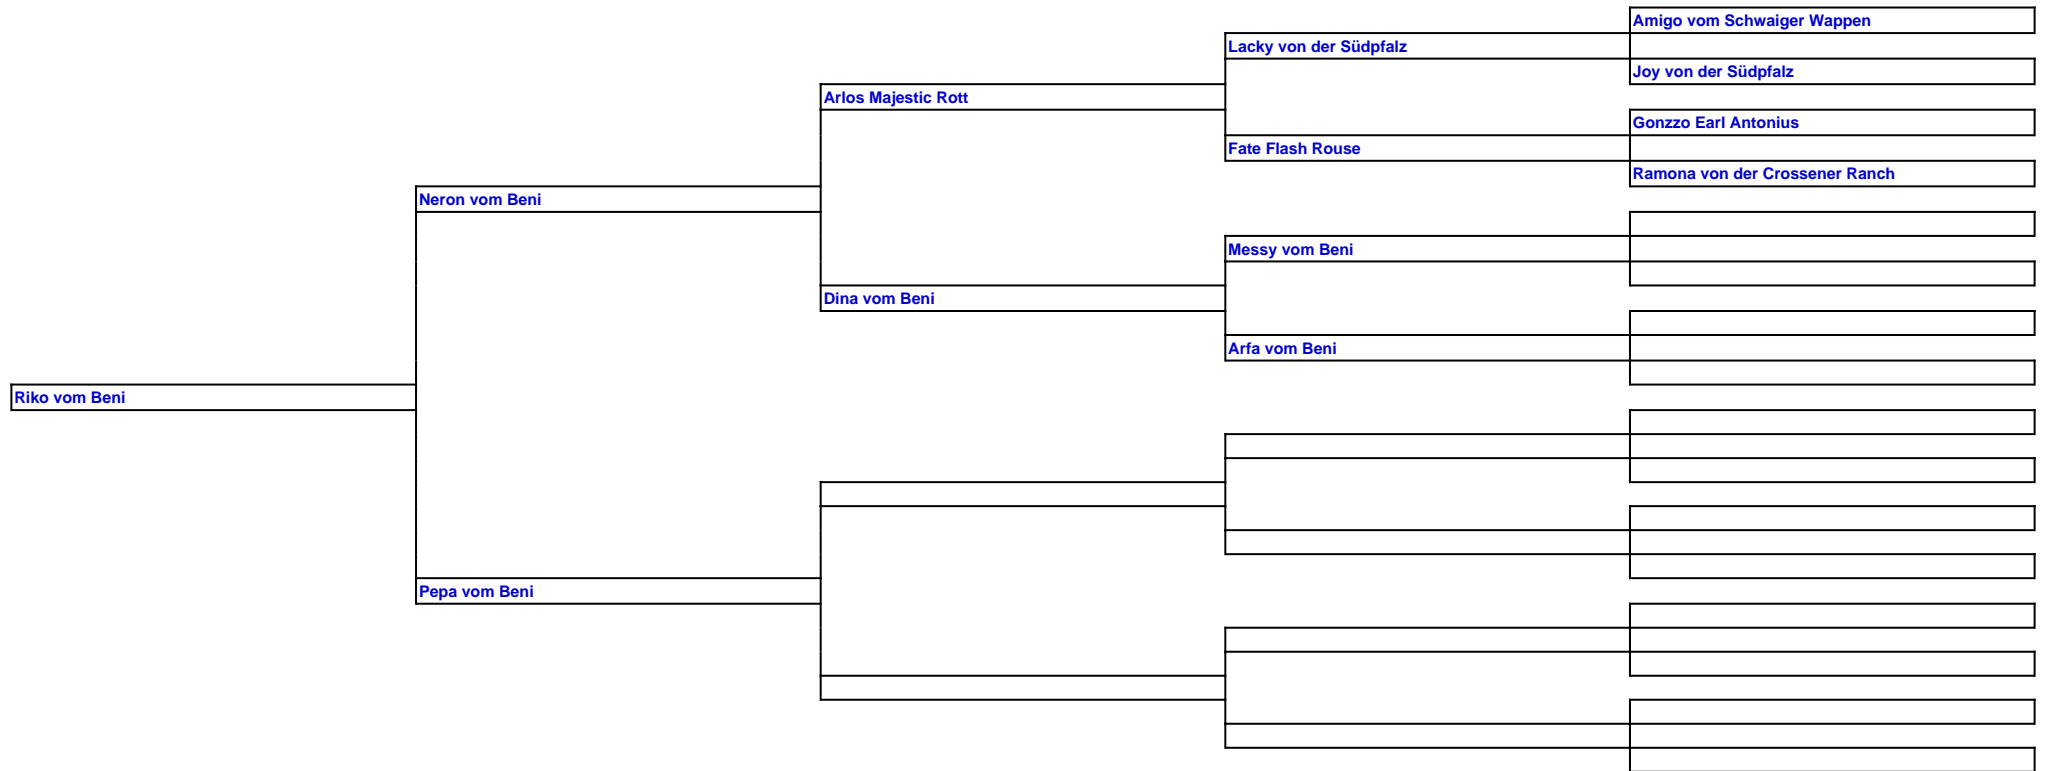 Amigo vom Schwaiger Wappen
Lacky von der Südpfalz
Joy von der Südpfalz
Arlos Majestic Rott
Gonzzo Earl Antonius
Fate Flash Rouse
Ramona von der Crossener Ranch
Neron vom Beni
Messy vom Beni
Dina vom Beni
Arfa vom Beni
Riko vom Beni
Pepa vom Beni